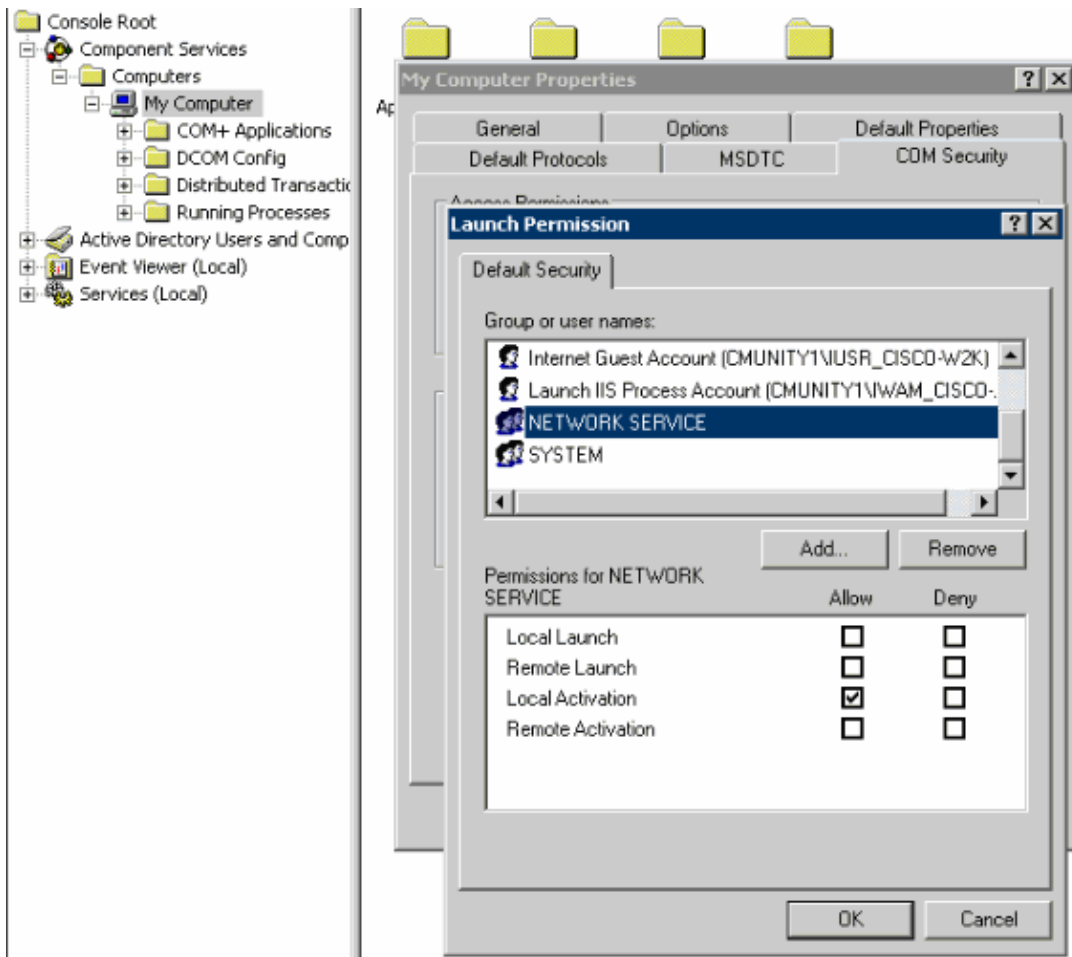 Console Root
Component Services
Computers
My Computer
COM+ Applications
DCOM Config
Distributed Transactic
Running Processes
Active Directory Users and Comp
Event Viewer (Local)
Services (Local)
Ap
My Computer Properties
General Options Default Properties
Default Protocols MSDTC COM Security
Access Permissions
Launch Permission
Default Security
Group or user names:
Internet Guest Account (CMUNITY1\IUSR_CISCO-W2K)
Launch IIS Process Account (CMUNITY1\IWAM_CISCO-.
NETWORK SERVICE
SYSTEM
Add... Remove
Permissions for NETWORK
SERVICE Allow Deny
Local Launch
Remote Launch
Local Activation
Remote Activation
OK Cancel